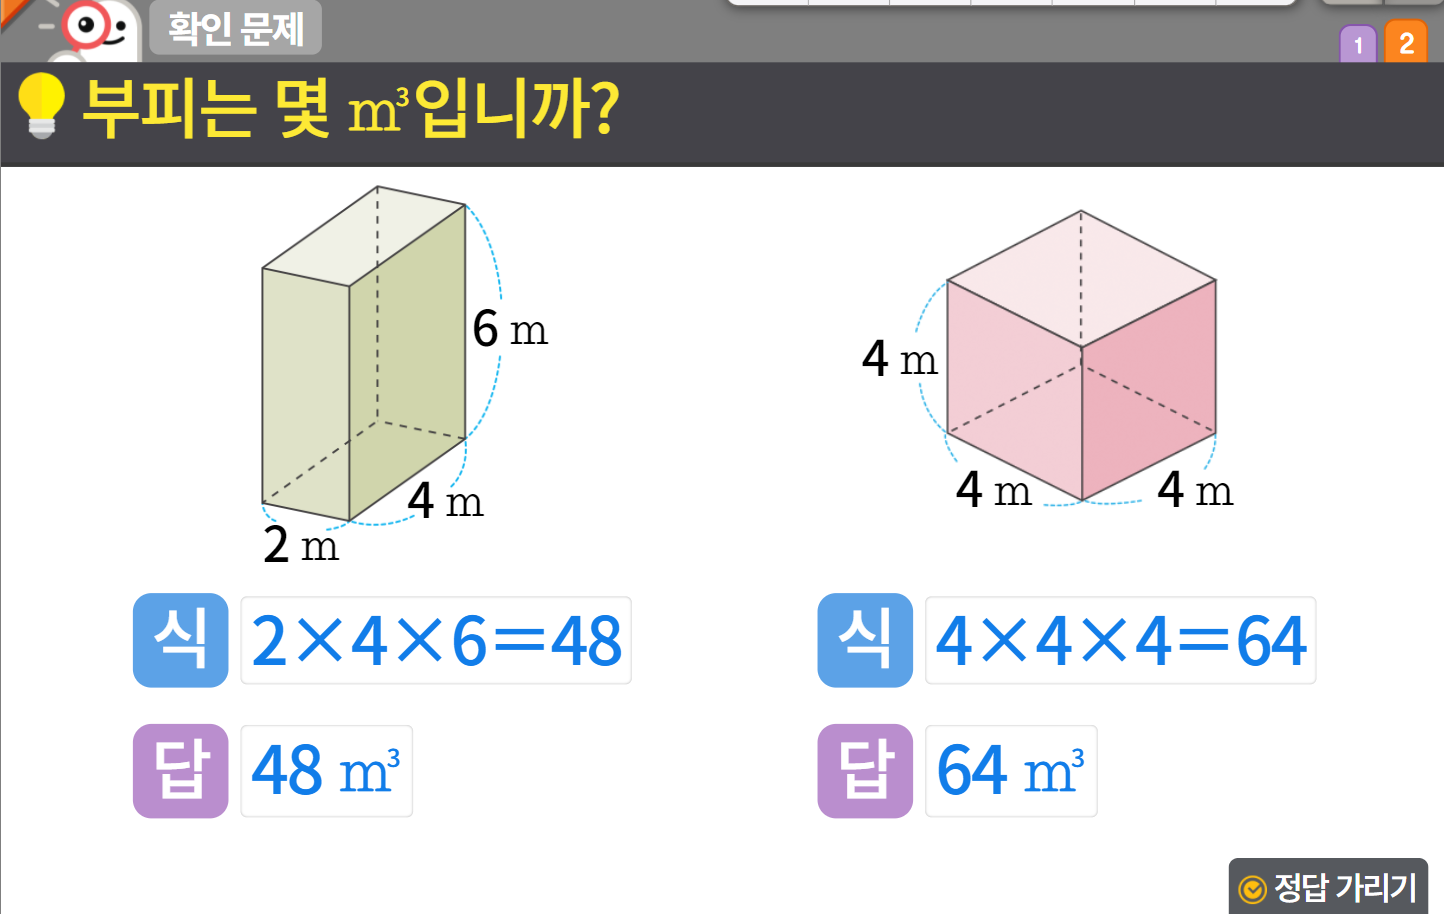 확인 문제
1 2
부피는 몇 m³입니까?
6 m
4 m
2 m
4 m
4 m
4 m
식 2×4×6=48
식 4×4×4=64
답 48 m³
답 64 m³
정답 가리기